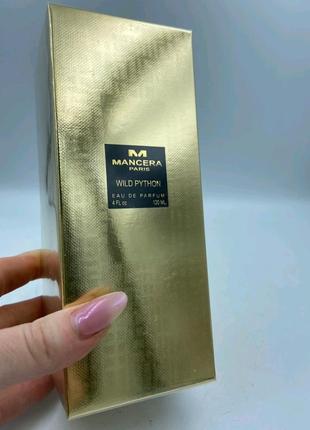 M
MANCERA
PARIS
WILD PYTHON
EAU DE PARFUM
4 FL oz 120 ML